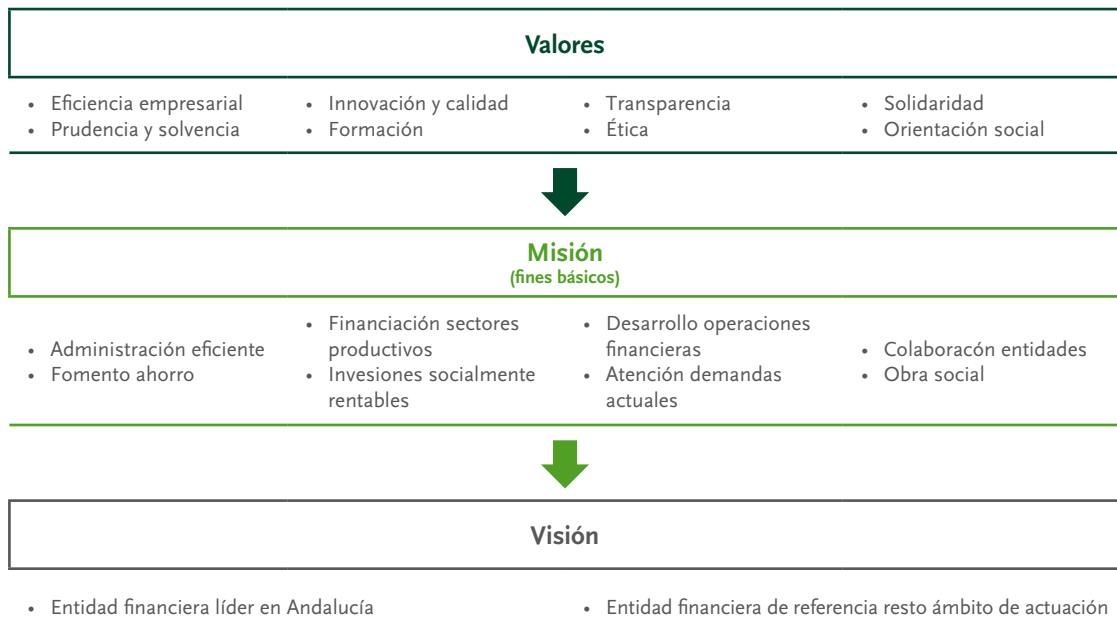 Valores
• Eficiencia empresarial
• Prudencia y solvencia
• Innovación y calidad
• Formación
• Transparencia
• Ética
• Solidaridad
• Orientación social
Misión
(fines básicos)
• Administración eficiente
• Fomento ahorro
• Financiación sectores
productivos
• Invesiones socialmente
rentables
• Desarrollo operaciones
financieras
• Atención demandas
actuales
• Colaboracón entidades
• Obra social
Visión
• Entidad financiera líder en Andalucía
• Entidad financiera de referencia resto ámbito de actuación